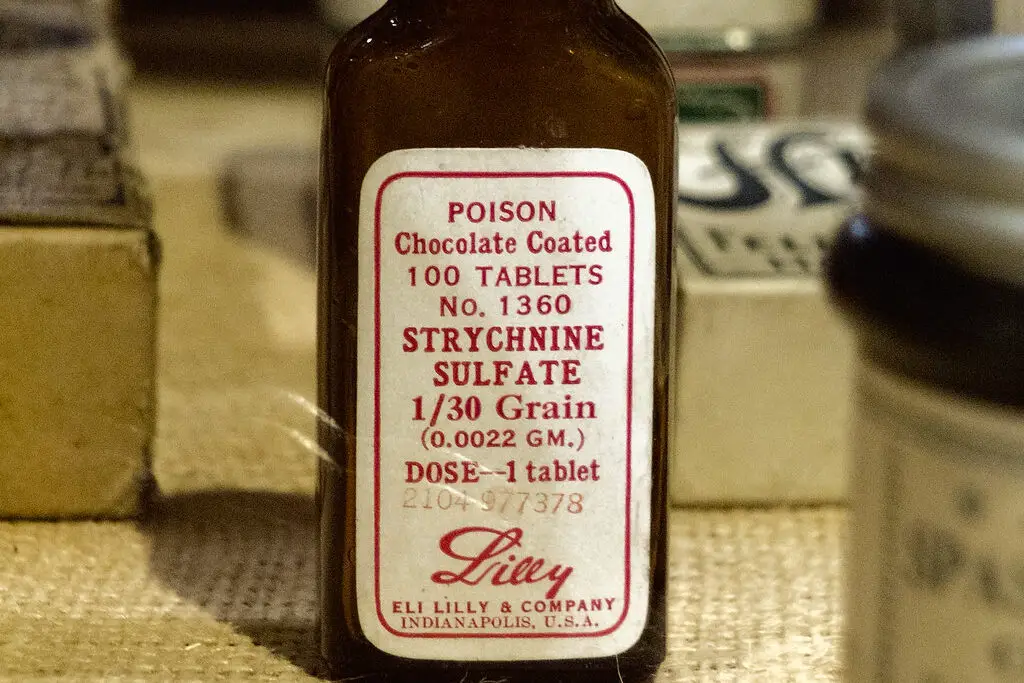 POISON
Chocolate Coated
100 TABLETS
No. 1360
STRYCHNINE
SULFATE
1/30 Grain
(0.0022 GM.)
DOSE—1 tablet
2104 977378
Lilly
ELI LILLY & COMPANY
INDIANAPOLIS, U.S.A.